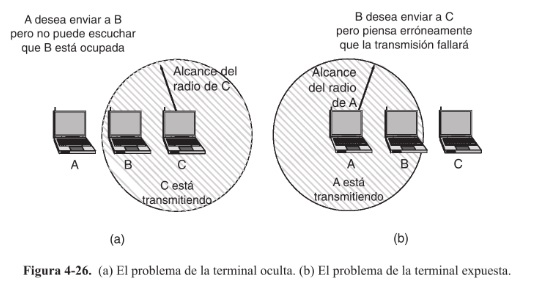 A desea enviar a B
pero no puede escuchar
que B está ocupada
Alcance del
radio de C
A
B
C
C está
transmitiendo
(a)
B desea enviar a C
pero piensa erróneamente
que la transmisión fallará
Alcance
del radio
de A
A
B
C
A está
transmitiendo
(b)
Figura 4-26. (a) El problema de la terminal oculta. (b) El problema de la terminal expuesta.